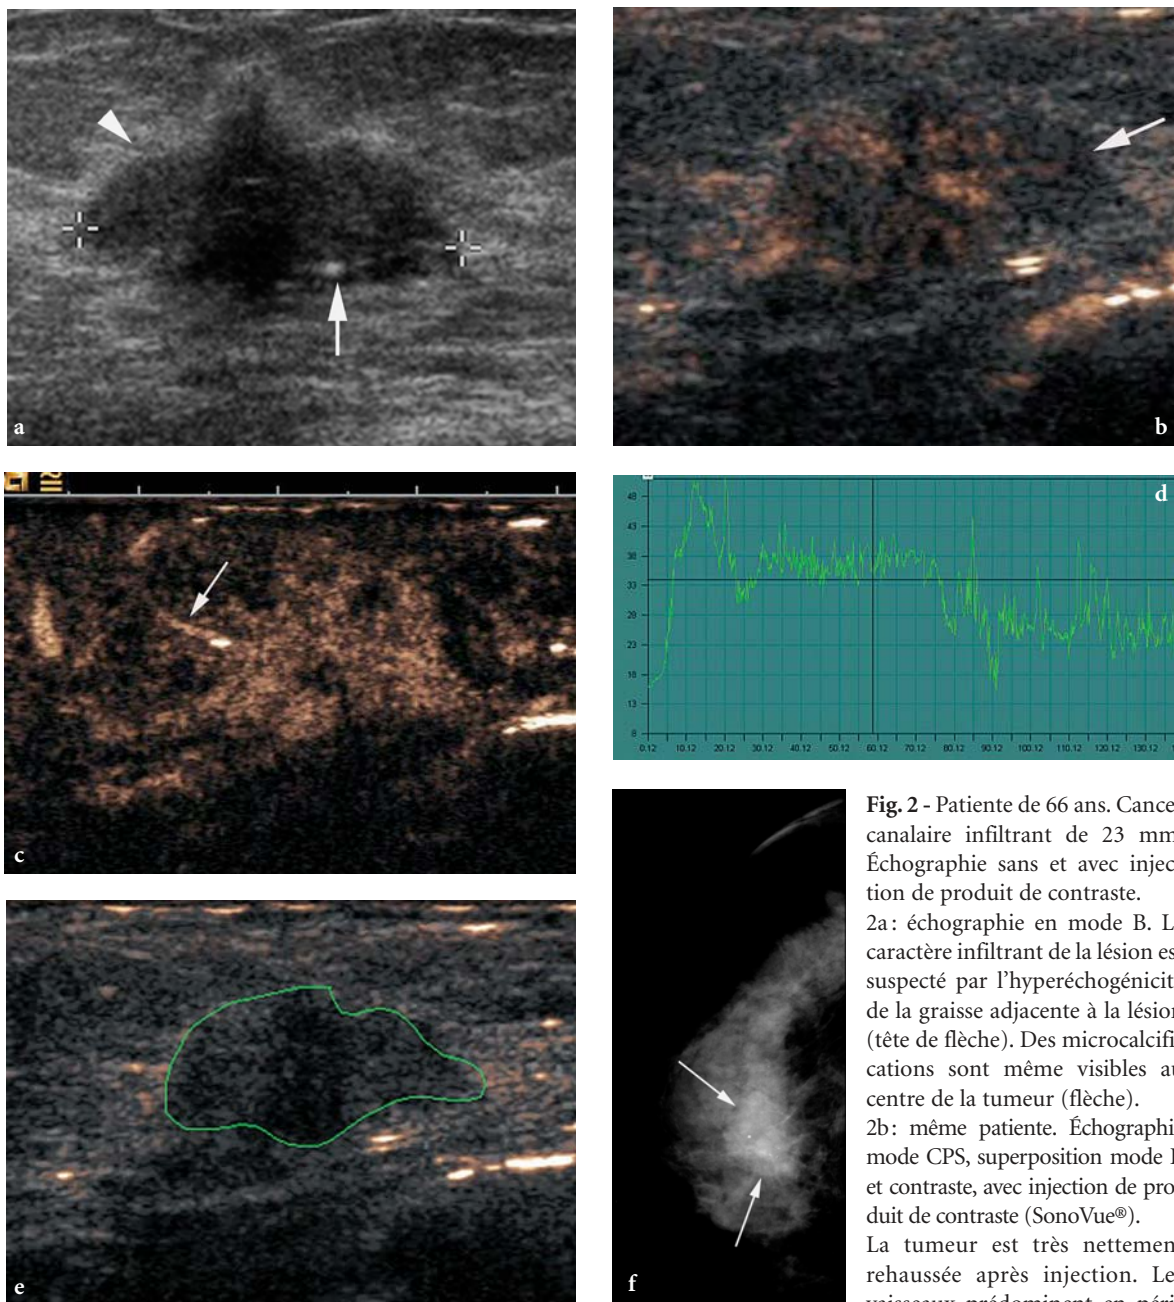 a
b
c
d
48
43
38
33
28
23
18
13
8
0.12 10.12 20.12 30.12 40.12 50.12 60.12 70.12 80.12 90.12 100.12 110.12 120.12 130.12
e
f
Fig. 2 - Patiente de 66 ans. Cance
canalaire infiltrant de 23 mm
Échographie sans et avec injec
tion de produit de contraste.
2a : échographie en mode B. L
caractère infiltrant de la lésion es
suspecté par l'hyperéchogénicit
de la graisse adjacente à la lésion
(tête de flèche). Des microcalcifi
cations sont même visibles au
centre de la tumeur (flèche).
2b : même patiente. Échographi
mode CPS, superposition mode
et contraste, avec injection de pro
duit de contraste (SonoVue®).
La tumeur est très nettemen
rehaussée après injection. Le
vaisseaux prédominent en péri